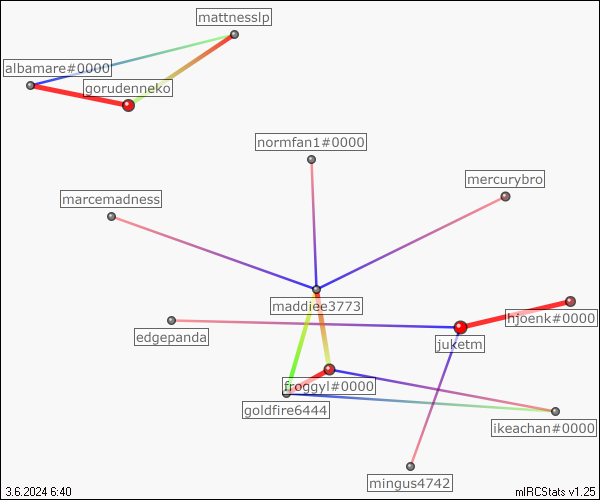 mattnesslp
albamare#0000
gorudenneko
normfan1#0000
mercurybro
marcemadness
maddiee3773
hjoenk#0000
edgepanda
juketm
froggyl#0000
goldfire6444
ikeachan#0000
mingus4742
3.6.2024 6:40
mIRCStats v1.25